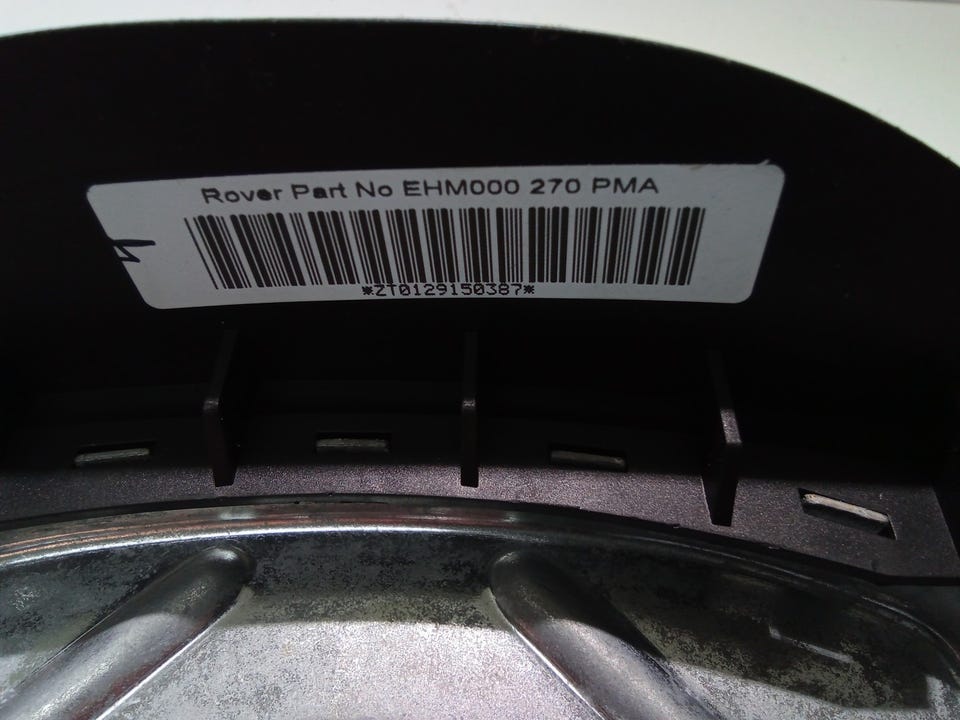 Rover Part No EHM000 270 PMA
*ZT0129150387*